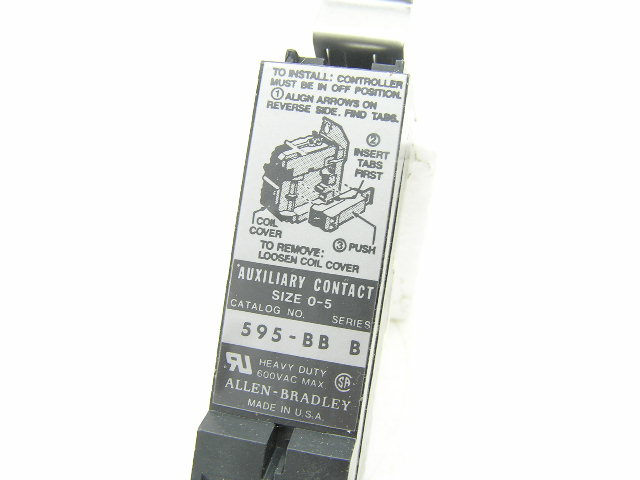 TO INSTALL: CONTROLLER
MUST BE IN OFF POSITION.
① ALIGN ARROWS ON
REVERSE SIDE. FIND TABS.
②
INSERT
TABS
FIRST
COIL
COVER
③ PUSH
TO REMOVE:
LOOSEN COIL COVER
AUXILIARY CONTACT
SIZE 0-5
CATALOG NO. SERIES
595-BB B
HEAVY DUTY
600VAC MAX.
ALLEN-BRADLEY
MADE IN U.S.A.